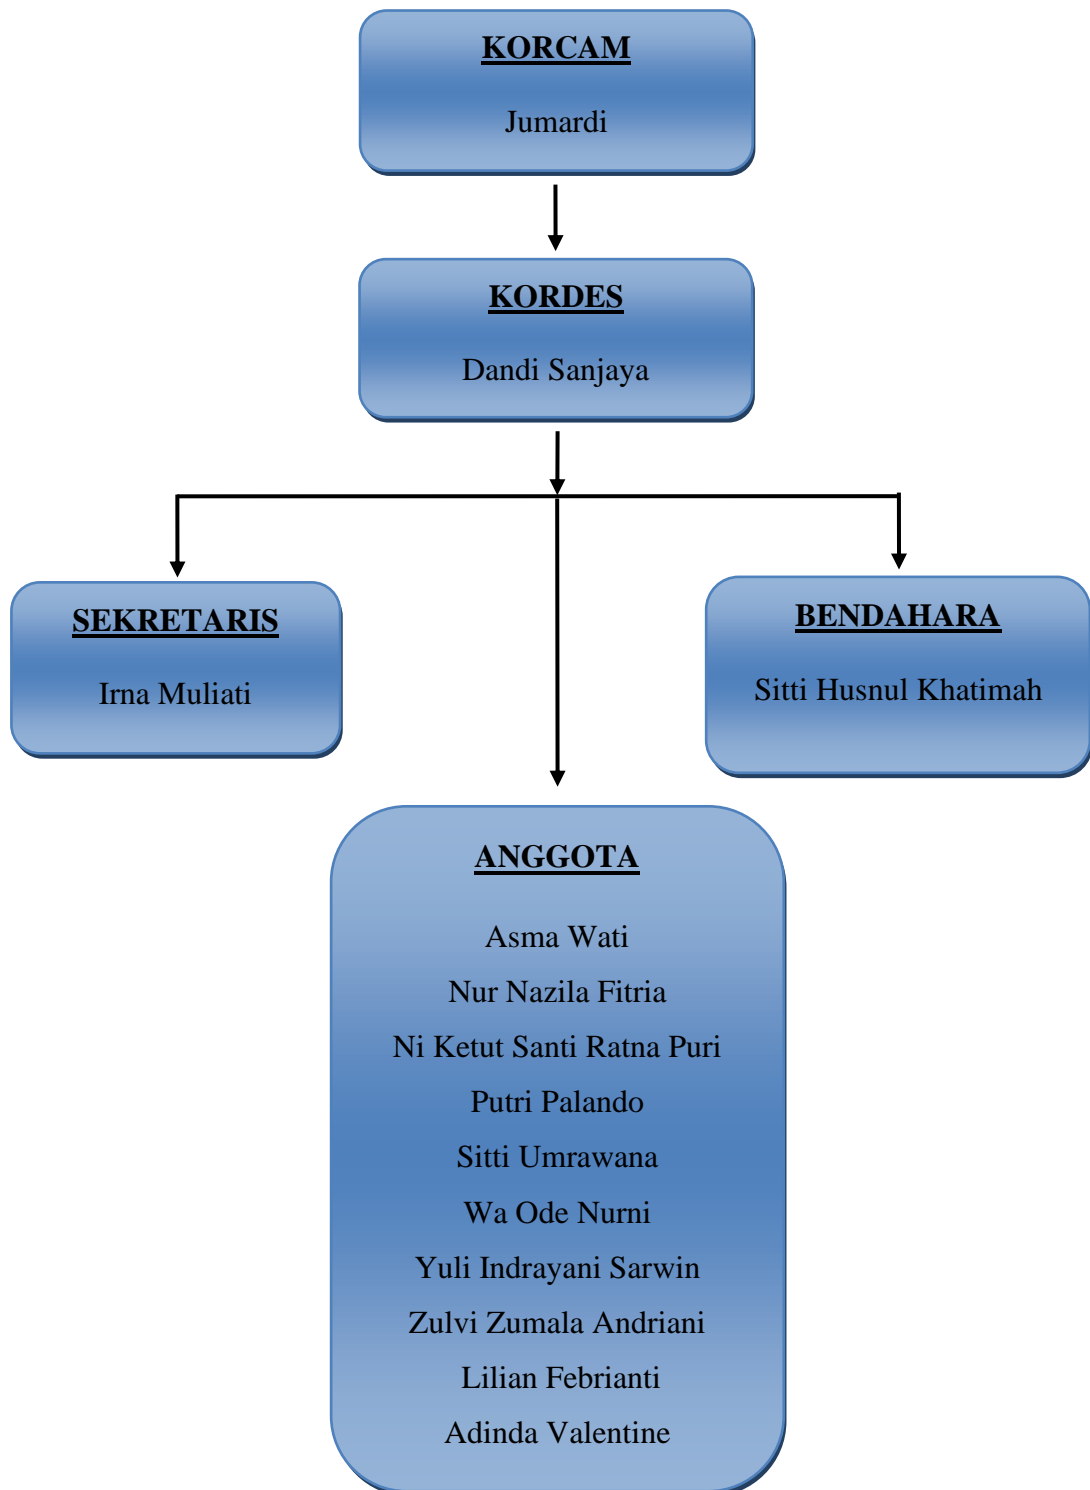 KORCAM
Jumardi
KORDES
Dandi Sanjaya
SEKRETARIS
Irna Muliati
BENDAHARA
Sitti Husnul Khatimah
ANGGOTA
Asma Wati
Nur Nazila Fitria
Ni Ketut Santi Ratna Puri
Putri Palando
Sitti Umrawana
Wa Ode Nurni
Yuli Indrayani Sarwin
Zulvi Zumala Andriani
Lilian Febrianti
Adinda Valentine